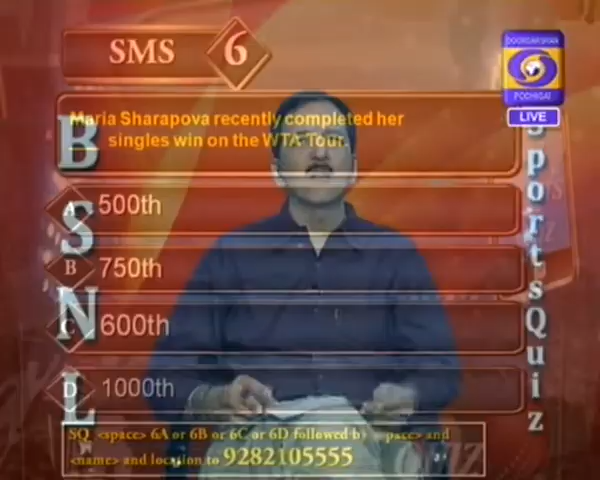 SMS 6
DOORDARSHAN
PODHIGAI
LIVE
Maria Sharapova recently completed her
singles win on the WTA Tour.
A 500th
B 750th
C 600th
D 1000th
BSNL
Sports Quiz
SQ <space> 6A or 6B or 6C or 6D followed by and
<name> and location to 9282105555